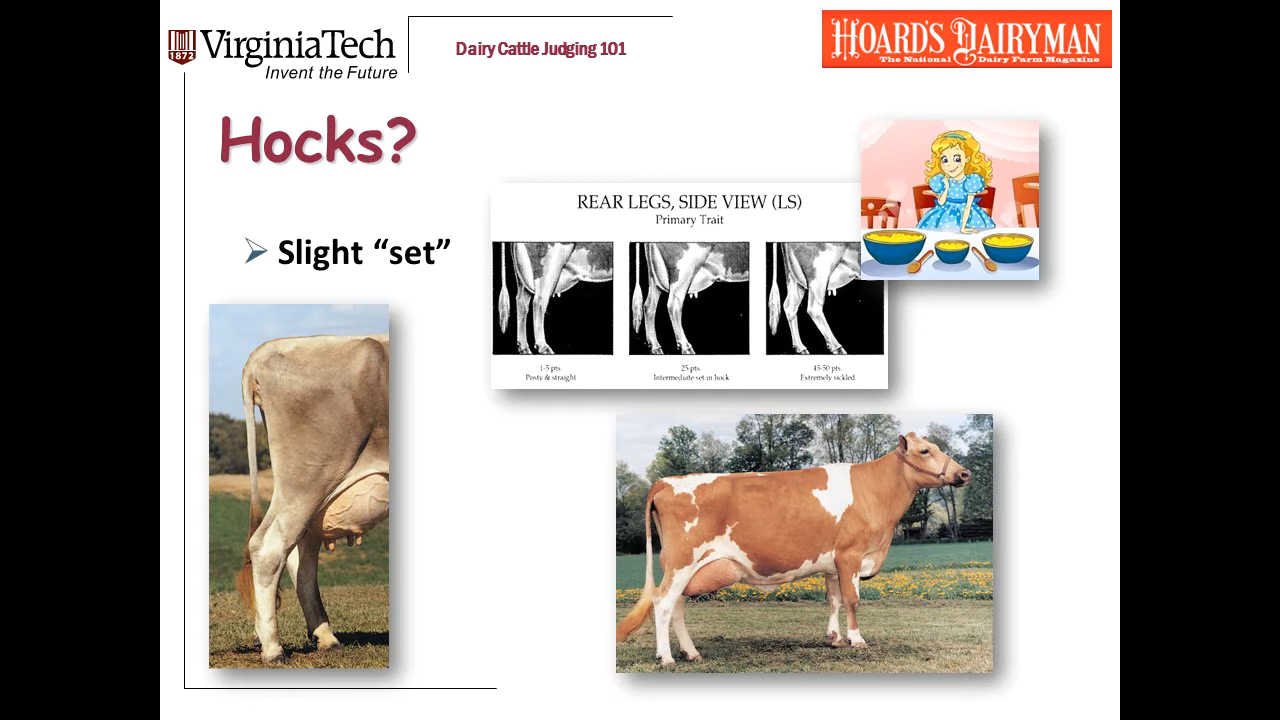 VirginiaTech
1872
Invent the Future
Dairy Cattle Judging 101
HOARD'S DAIRYMAN
The National Dairy Farm Magazine
Hocks?
Slight “set”
REAR LEGS, SIDE VIEW (LS)
Primary Trait
1-5 pts.
Posty & straight
25 pts.
Intermediate set in hock
45-50 pts.
Extremely sickled